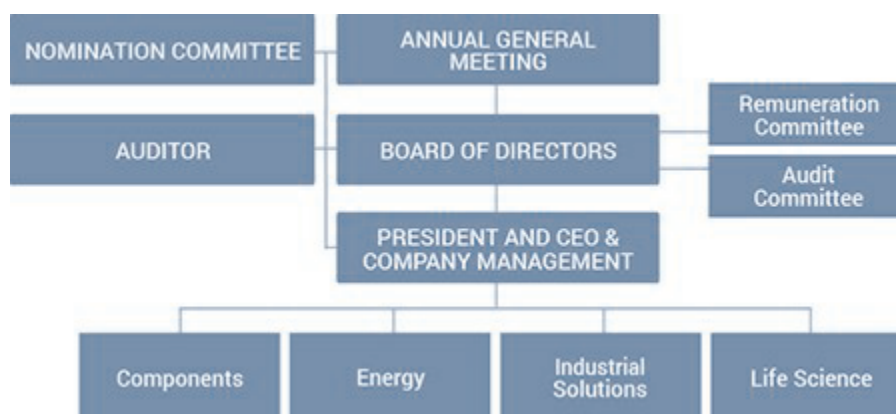 NOMINATION COMMITTEE
ANNUAL GENERAL
MEETING
AUDITOR
BOARD OF DIRECTORS
Remuneration
Committee
Audit
Committee
PRESIDENT AND CEO &
COMPANY MANAGEMENT
Components
Energy
Industrial
Solutions
Life Science